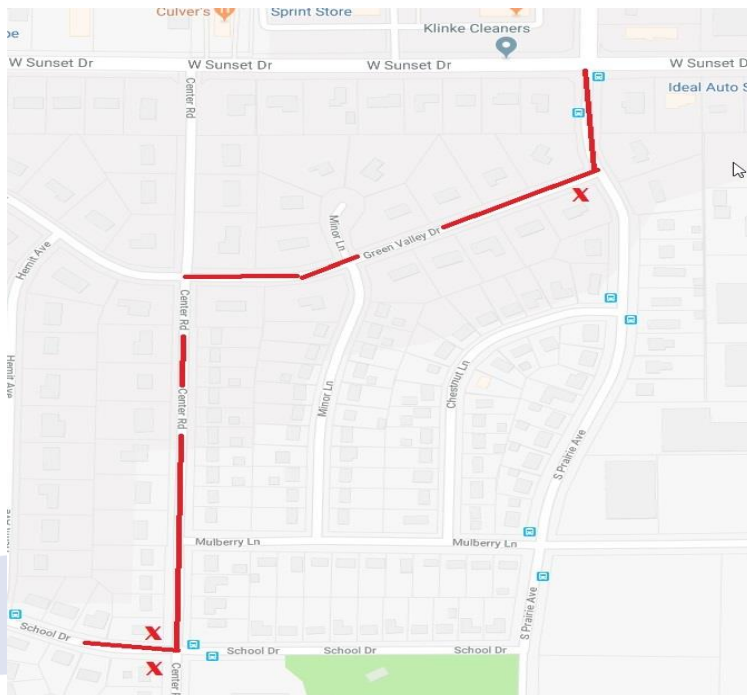 Culver's
Sprint Store
Klinke Cleaners
W Sunset Dr
W Sunset Dr
W Sunset Dr
W Sunset D
Ideal Auto S
Center Rd
Minor Ln
Green Valley Dr
Hemit Ave
Center Rd
Hemit Ave
Center Rd
Minor Ln
Chestnut Ln
S Prairie Ave
Mulberry Ln
Mulberry Ln
S Prairie Ave
School Dr
X
X
X
School Dr
School Dr
School Dr